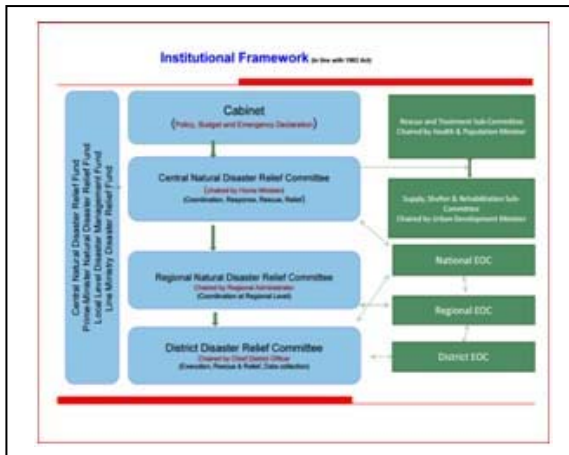 Institutional Framework (in line with 1982 Act)
Central Natural Disaster Relief Fund
Prime-Minister Natural Disaster Relief Fund
Local Level Disaster Management Fund
Line Ministry Disaster Relief Fund
Cabinet
(Policy, Budget and Emergency Declaration)
Central Natural Disaster Relief Committee
(chaired by Home Minister)
(Coordination, Response, Rescue, Relief)
Regional Natural Disaster Relief Committee
Chaired by Regional Administrator
(Coordination at Regional Level)
District Disaster Relief Committee
Chaired by Chief District Officer
(Execution, Rescue & Relief, Data collection)
Rescue and Treatment Sub-Committee
Chaired by Health & Population Minister
Supply, Shelter & Rehabilitation Sub-
Committee
Chaired by Urban Development Minister
National EOC
Regional EOC
District EOC